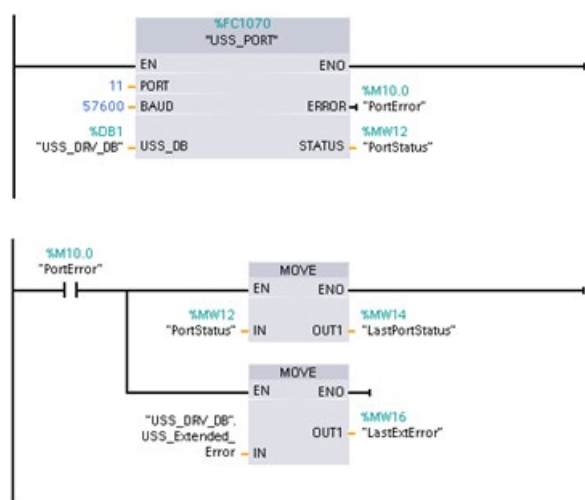 %FC1070
"USS_PORT"
EN ENO
11 PORT
%M10.0
57600 BAUD ERROR "PortError"
%DB1 %MW12
"USS_DRV_DB" USS_DB STATUS "PortStatus"
%M10.0
"PortError"
MOVE
EN ENO
%MW12 %MW14
"PortStatus" IN OUT1 "LastPortStatus"
MOVE
EN ENO
"USS_DRV_DB". %MW16
USS_Extended_ OUT1 "LastExtError"
Error IN